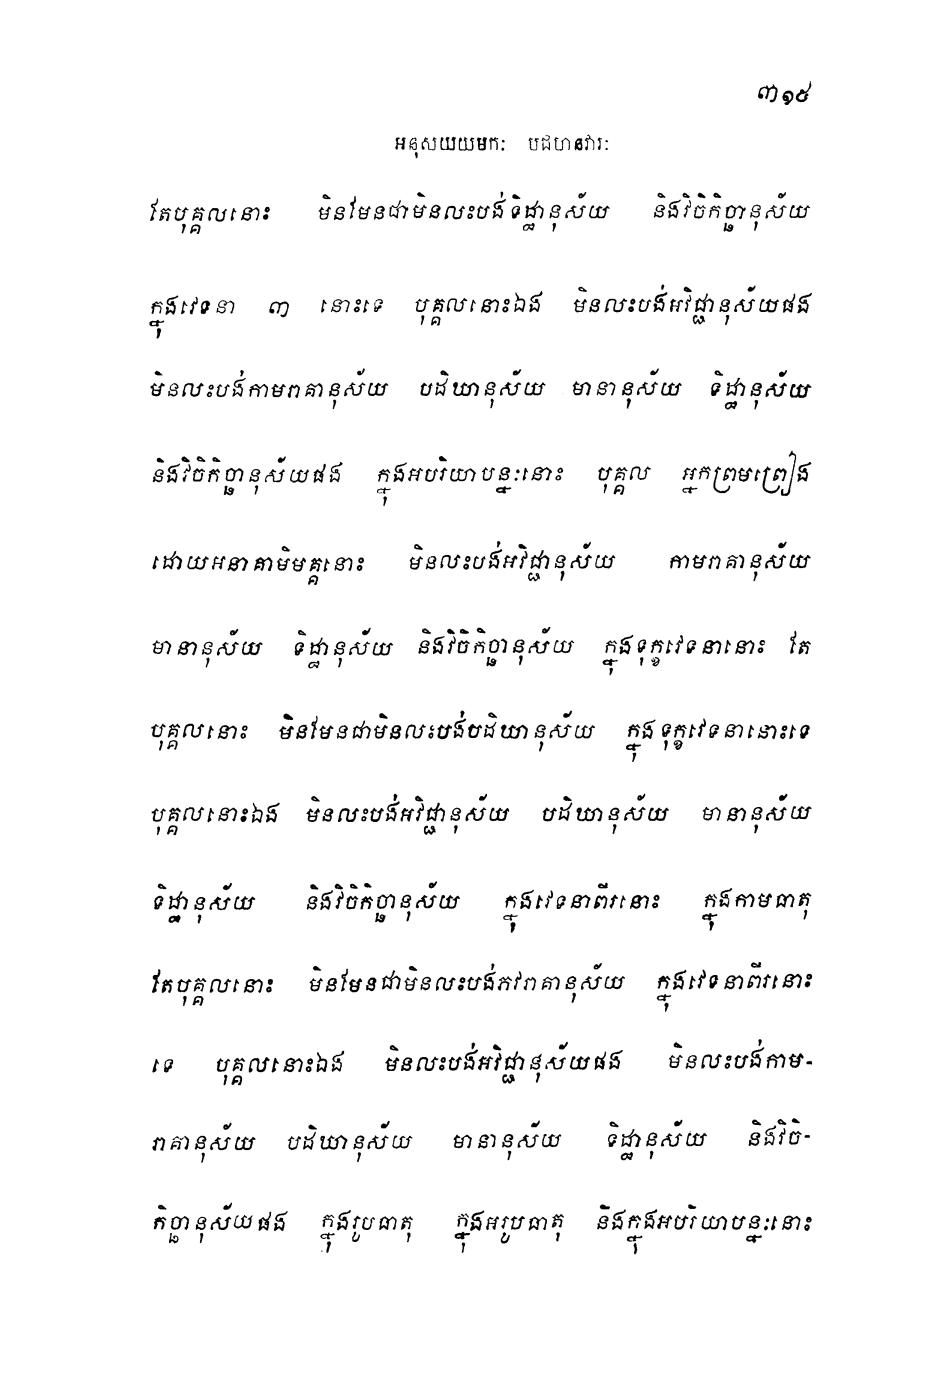 ៣១៥
អនុសយយមកៈ បដហានវារៈ
តែបុគ្គលនោះ មិនមែនជាមិនលះបង់ទិដ្ឋានុស័យ និងវិចិកិច្ឆានុស័យ
ក្នុងវេទនា ៣ នោះទេ បុគ្គលនោះឯង មិនលះបង់អវិជ្ជានុស័យផង
មិនលះបង់កាមរាគានុស័យ បដិឃានុស័យ មានានុស័យ ទិដ្ឋានុស័យ
និងវិចិកិច្ឆានុស័យផង ក្នុងអបរិយាបន្នៈនោះ បុគ្គល អ្នកព្រមព្រៀង
ដោយអនាគាមិមគ្គនោះ មិនលះបង់អវិជ្ជានុស័យ កាមរាគានុស័យ
មានានុស័យ ទិដ្ឋានុស័យ និងវិចិកិច្ឆានុស័យ ក្នុងទុក្ខវេទនានោះ តែ
បុគ្គលនោះ មិនមែនជាមិនលះបង់បដិឃានុស័យ ក្នុងទុក្ខវេទនានោះទេ
បុគ្គលនោះឯង មិនលះបង់អវិជ្ជានុស័យ បដិឃានុស័យ មានានុស័យ
ទិដ្ឋានុស័យ និងវិចិកិច្ឆានុស័យ ក្នុងវេទនាពីរនោះ ក្នុងកាមធាតុ
តែបុគ្គលនោះ មិនមែនជាមិនលះបង់ភវរាគានុស័យ ក្នុងវេទនាពីរនោះ
ទេ បុគ្គលនោះឯង មិនលះបង់អវិជ្ជានុស័យផង មិនលះបង់កាម-
រាគានុស័យ បដិឃានុស័យ មានានុស័យ ទិដ្ឋានុស័យ និងវិចិ-
កិច្ឆានុស័យផង ក្នុងរូបធាតុ ក្នុងអរូបធាតុ និងក្នុងអបរិយាបន្នៈនោះ